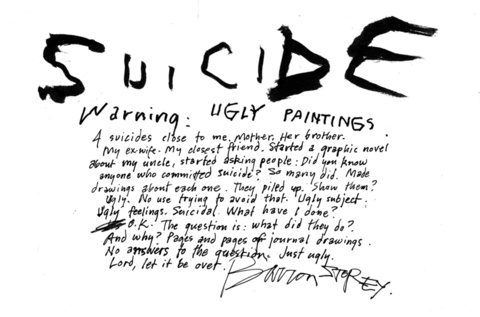 SUICIDE
Warning: UGLY PAINTINGS
4 suicides close to me. Mother. Her brother.
My ex-wife. My closest friend. Started a graphic novel
about my uncle, started asking people: Did you know
anyone who committed suicide? So many did. Made
drawings about each one. They piled up. Show them?
Ugly. No use trying to avoid that. Ugly subject.
Ugly feelings. Suicidal. What have I done?
O.K. The question is: what did they do?
And why? Pages and pages of journal drawings.
No answers to the question. Just ugly.
Lord, let it be over.
Barron STOREY.